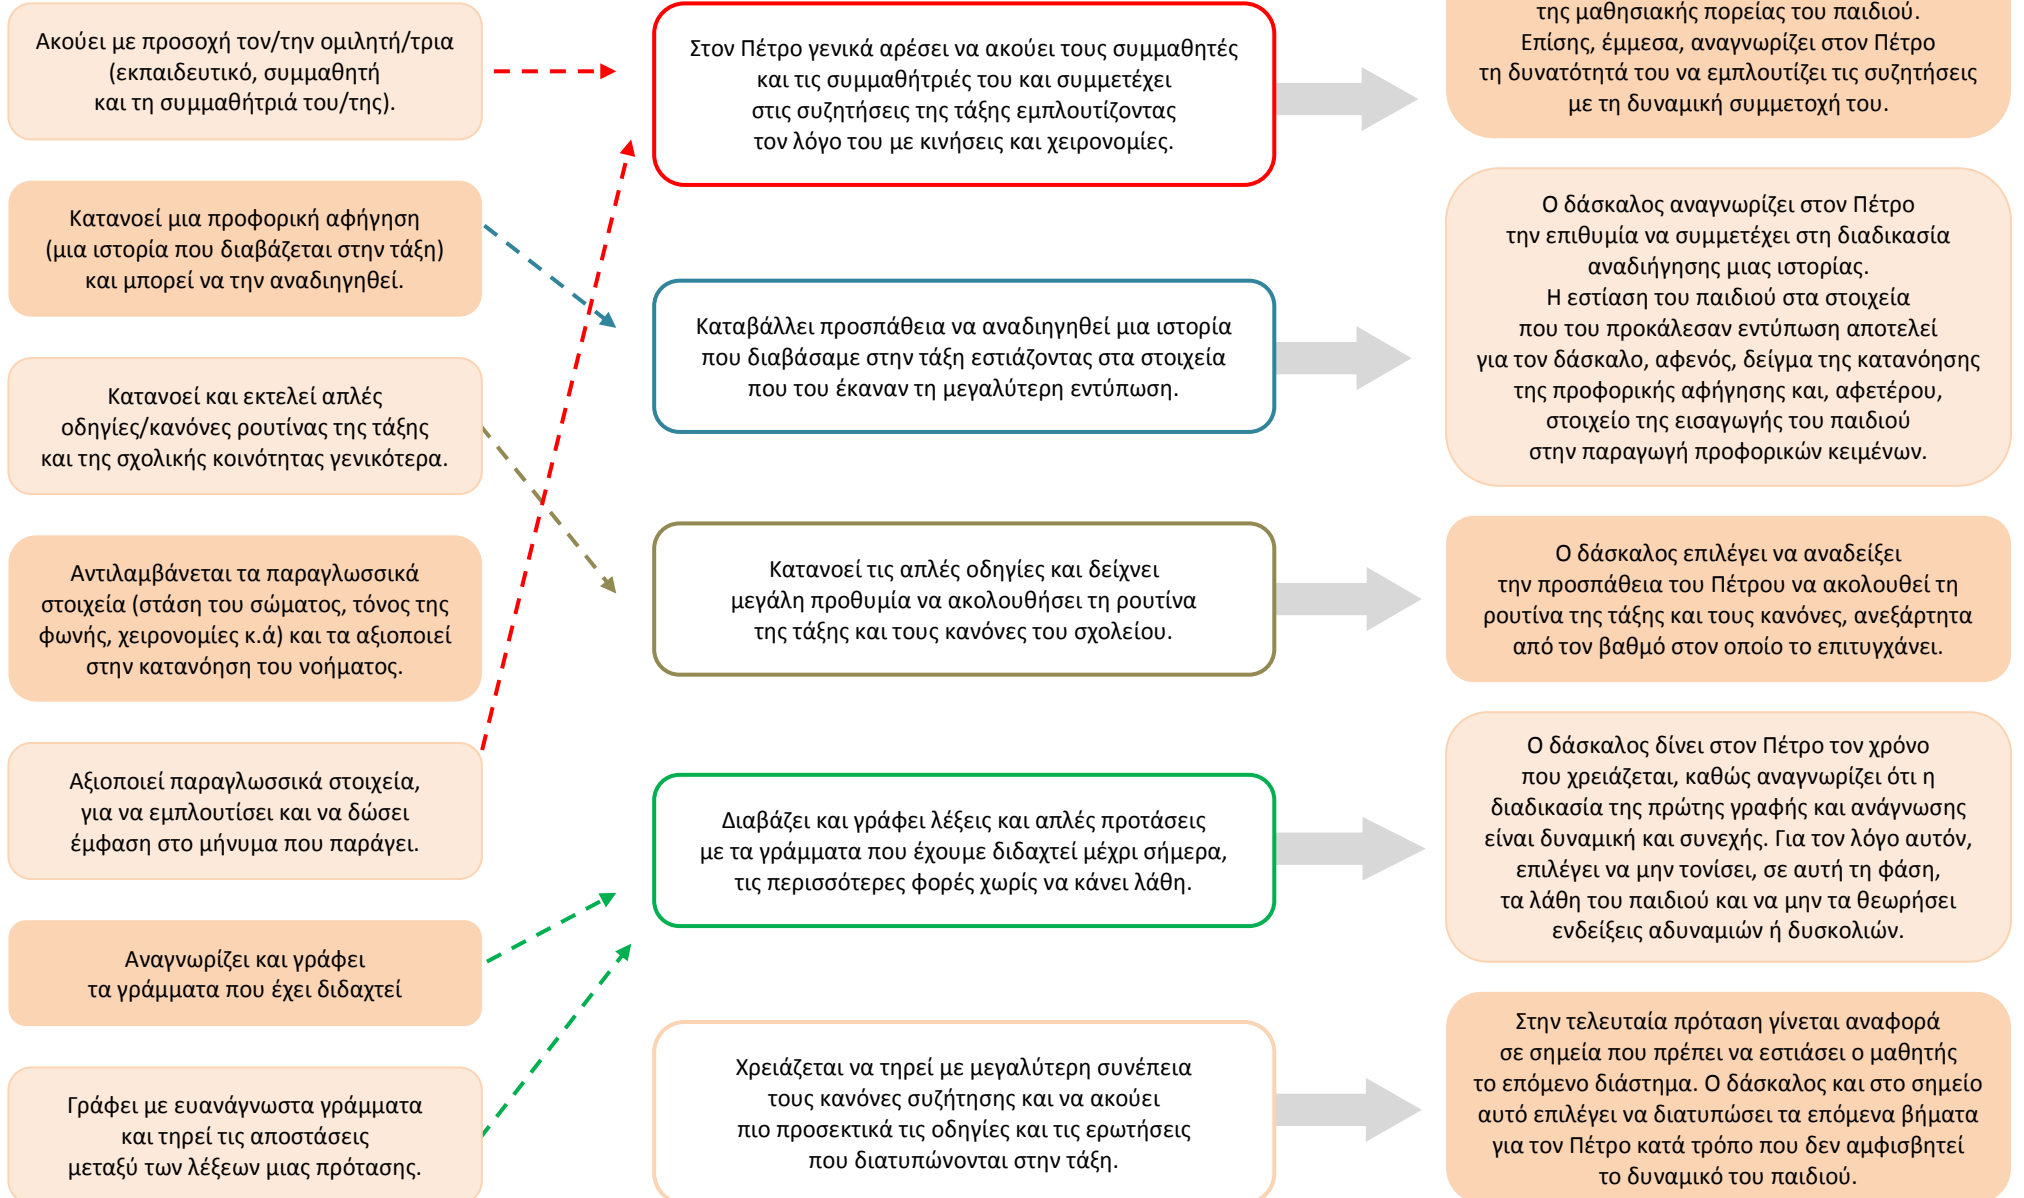 Ακούει με προσοχή τον/την ομιλητή/τρια
(εκπαιδευτικό, συμμαθητή
και τη συμμαθήτριά του/της).
Κατανοεί μια προφορική αφήγηση
(μια ιστορία που διαβάζεται στην τάξη)
και μπορεί να την αναδιηγηθεί.
Κατανοεί και εκτελεί απλές
οδηγίες/κανόνες ρουτίνας της τάξης
και της σχολικής κοινότητας γενικότερα.
Αντιλαμβάνεται τα παραγλωσσικά
στοιχεία (στάση του σώματος, τόνος της
φωνής, χειρονομίες κ.ά) και τα αξιοποιεί
στην κατανόηση του νοήματος.
Αξιοποιεί παραγλωσσικά στοιχεία,
για να εμπλουτίσει και να δώσει
έμφαση στο μήνυμα που παράγει.
Αναγνωρίζει και γράφει
τα γράμματα που έχει διδαχτεί
Γράφει με ευανάγνωστα γράμματα
και τηρεί τις αποστάσεις
μεταξύ των λέξεων μιας πρότασης.
Στον Πέτρο γενικά αρέσει να ακούει τους συμμαθητές
και τις συμμαθήτριές του και συμμετέχει
στις συζητήσεις της τάξης εμπλουτίζοντας
τον λόγο του με κινήσεις και χειρονομίες.
Καταβάλλει προσπάθεια να αναδιηγηθεί μια ιστορία
που διαβάσαμε στην τάξη εστιάζοντας στα στοιχεία
που του έκαναν τη μεγαλύτερη εντύπωση.
Κατανοεί τις απλές οδηγίες και δείχνει
μεγάλη προθυμία να ακολουθήσει τη ρουτίνα
της τάξης και τους κανόνες του σχολείου.
Διαβάζει και γράφει λέξεις και απλές προτάσεις
με τα γράμματα που έχουμε διδαχτεί μέχρι σήμερα,
τις περισσότερες φορές χωρίς να κάνει λάθη.
Χρειάζεται να τηρεί με μεγαλύτερη συνέπεια
τους κανόνες συζήτησης και να ακούει
πιο προσεκτικά τις οδηγίες και τις ερωτήσεις
που διατυπώνονται στην τάξη.
της μαθησιακής πορείας του παιδιού.
Επίσης, έμμεσα, αναγνωρίζει στον Πέτρο
τη δυνατότητά του να εμπλουτίζει τις συζητήσεις
με τη δυναμική συμμετοχή του.
Ο δάσκαλος αναγνωρίζει στον Πέτρο
την επιθυμία να συμμετέχει στη διαδικασία
αναδιήγησης μιας ιστορίας.
Η εστίαση του παιδιού στα στοιχεία
που του προκάλεσαν εντύπωση αποτελεί
για τον δάσκαλο, αφενός, δείγμα της κατανόησης
της προφορικής αφήγησης και, αφετέρου,
στοιχείο της εισαγωγής του παιδιού
στην παραγωγή προφορικών κειμένων.
Ο δάσκαλος επιλέγει να αναδείξει
την προσπάθεια του Πέτρου να ακολουθεί τη
ρουτίνα της τάξης και τους κανόνες, ανεξάρτητα
από τον βαθμό στον οποίο το επιτυγχάνει.
Ο δάσκαλος δίνει στον Πέτρο τον χρόνο
που χρειάζεται, καθώς αναγνωρίζει ότι η
διαδικασία της πρώτης γραφής και ανάγνωσης
είναι δυναμική και συνεχής. Για τον λόγο αυτόν,
επιλέγει να μην τονίσει, σε αυτή τη φάση,
τα λάθη του παιδιού και να μην τα θεωρήσει
ενδείξεις αδυναμιών ή δυσκολιών.
Στην τελευταία πρόταση γίνεται αναφορά
σε σημεία που πρέπει να εστιάσει ο μαθητής
το επόμενο διάστημα. Ο δάσκαλος και στο σημείο
αυτό επιλέγει να διατυπώσει τα επόμενα βήματα
για τον Πέτρο κατά τρόπο που δεν αμφισβητεί
το δυναμικό του παιδιού.